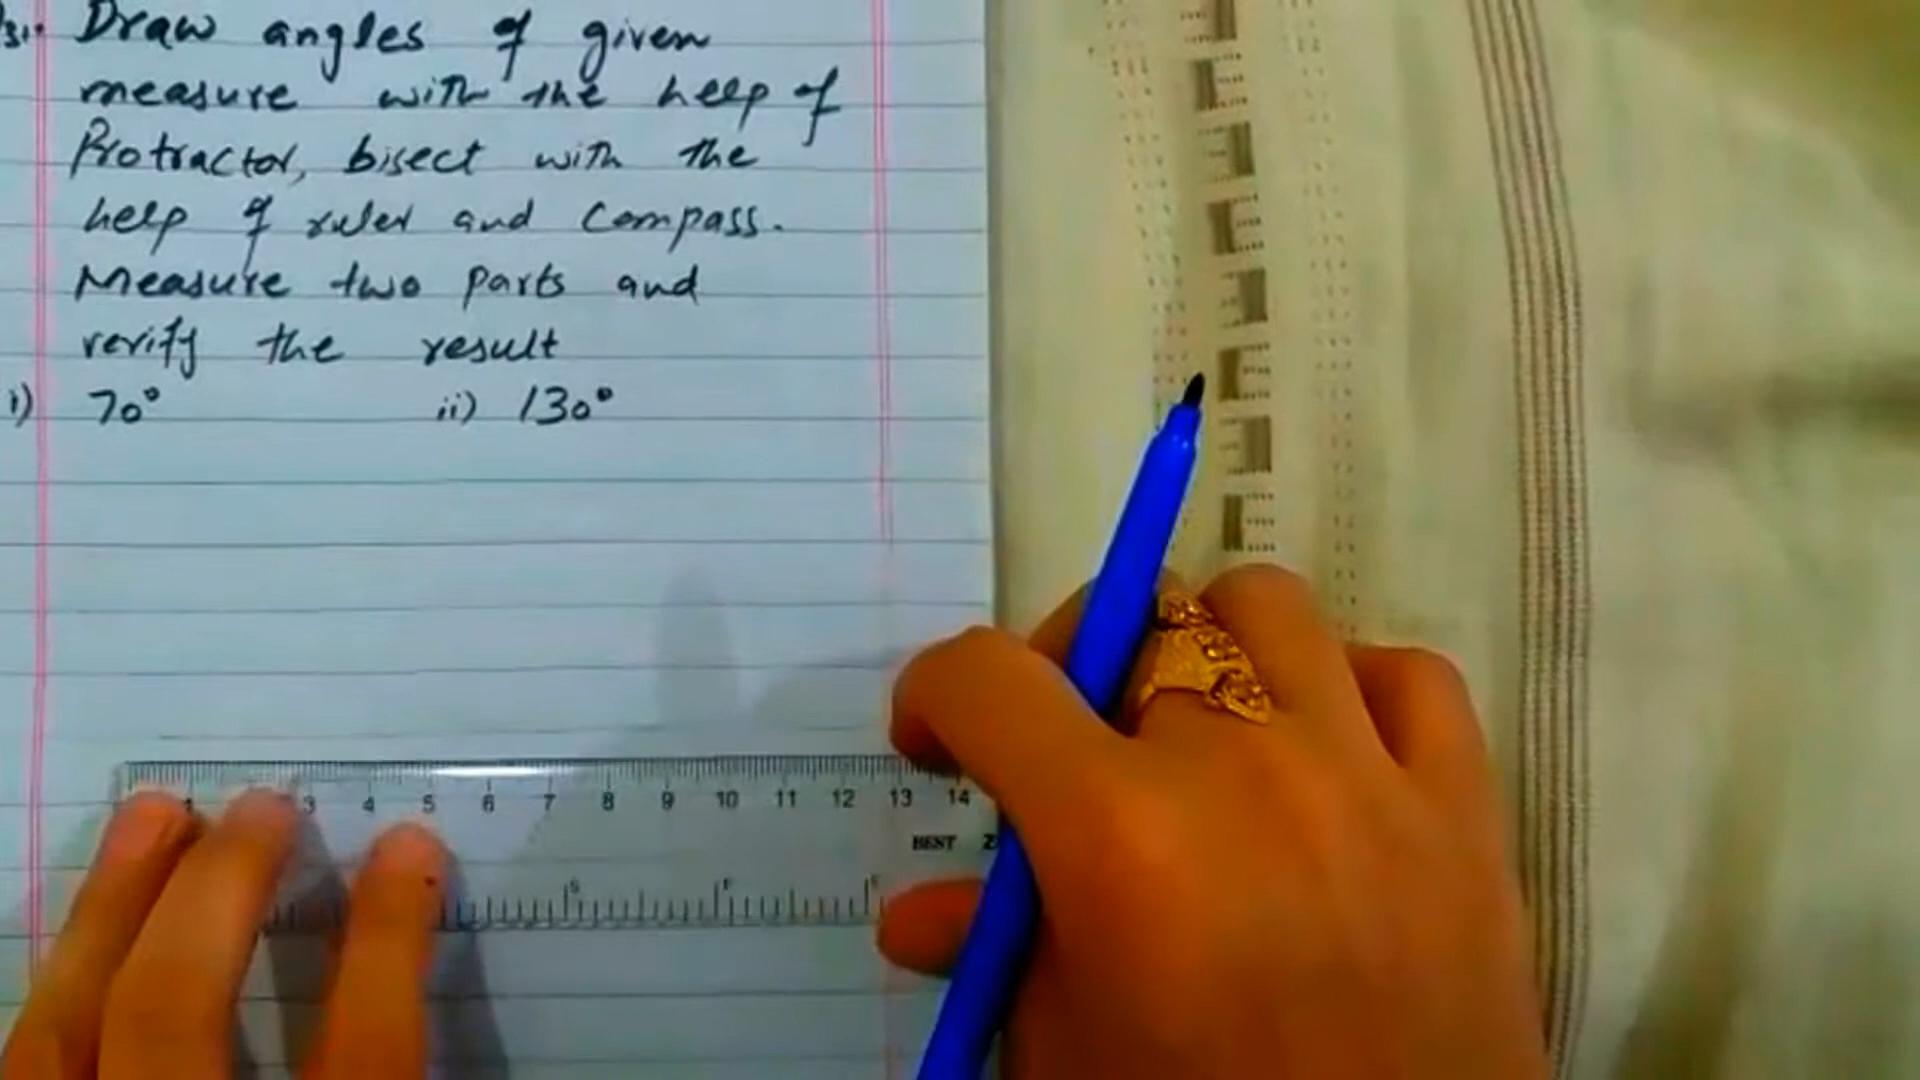 31. Draw angles of given
measure with the help of
Protractor, bisect with the
help of ruler and compass.
Measure two parts and
verify the result
i) 70° ii) 130°
1 3 4 5 6 7 8 9 10 11 12 13 14
BEST